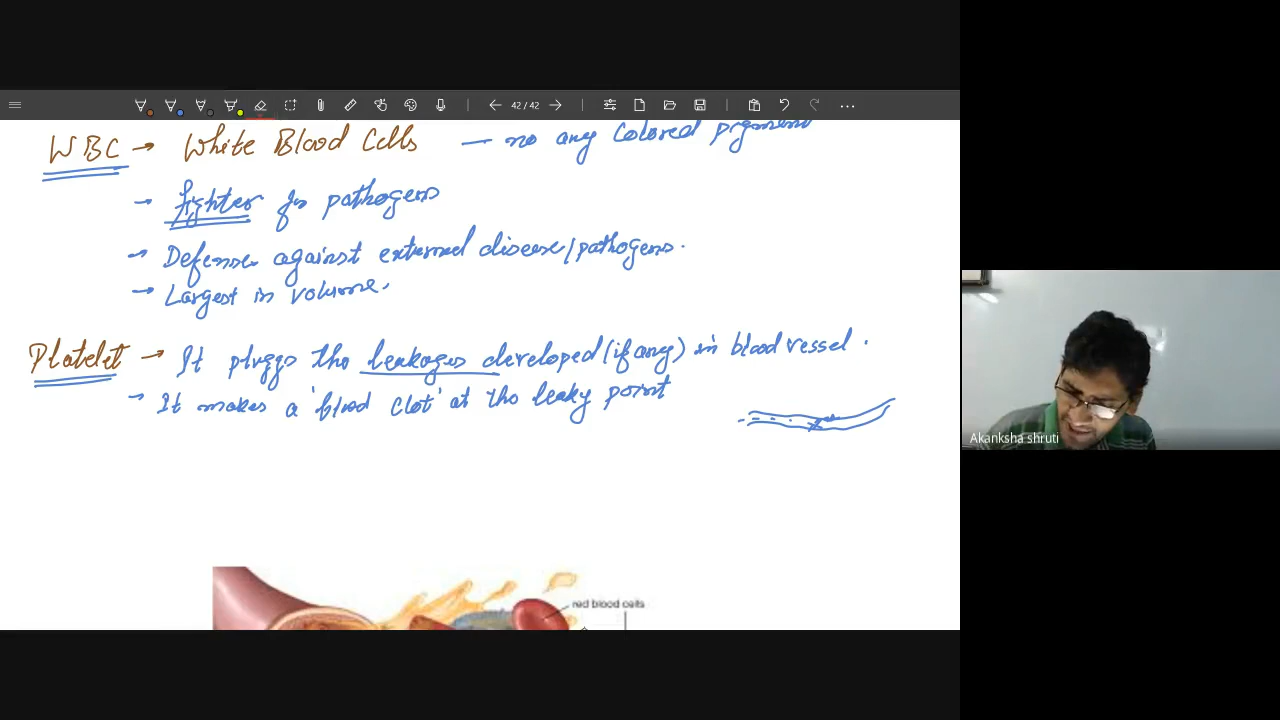 42 / 42
WBC → White Blood Cells — no any Colored pigment
→ fighter for pathogens
→ Defense against external disease/pathogens.
→ Largest in volume.
Platelet → It pluggs the leakages developed (if any) in blood vessel.
→ It makes a 'blood clot' at the leaky point
red blood cells
Akanksha shruti